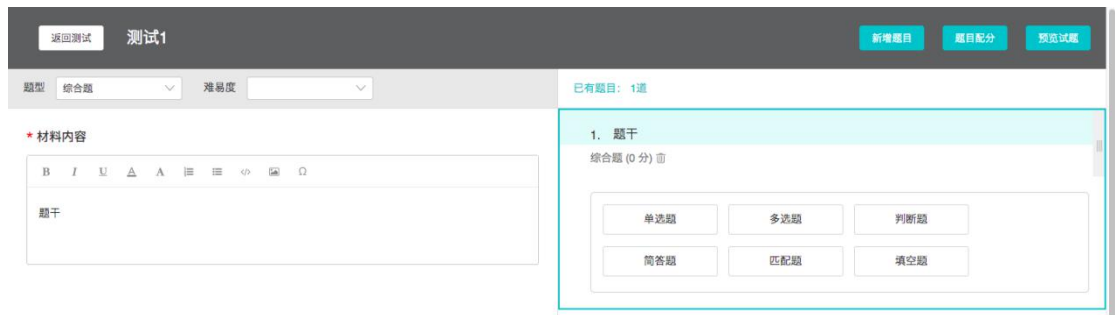 返回测试 测试1 新增题目 题目配分 预览试题
题型 综合题 难易度 已有题目: 1道
* 材料内容
B I U A A </> Ω
题干
1. 题干
综合题 (0 分)
单选题 多选题 判断题
简答题 匹配题 填空题